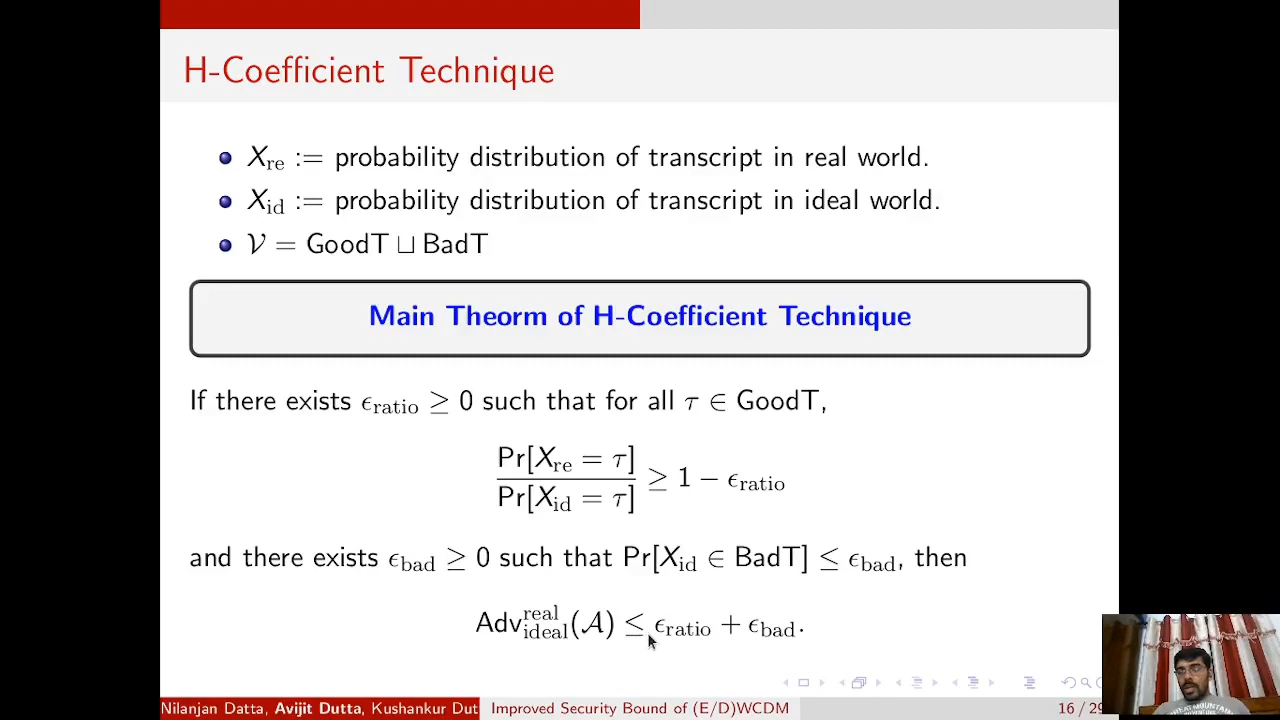 H-Coefficient Technique
X_re := probability distribution of transcript in real world.
X_id := probability distribution of transcript in ideal world.
𝒱 = GoodT ⊔ BadT
Main Theorm of H-Coefficient Technique
If there exists ϵ_ratio ≥ 0 such that for all τ ∈ GoodT,
Pr[X_re = τ]
Pr[X_id = τ]
≥ 1 − ϵ_ratio
and there exists ϵ_bad ≥ 0 such that Pr[X_id ∈ BadT] ≤ ϵ_bad, then
Adv^real_ideal(𝒜) ≤ ϵ_ratio + ϵ_bad.
Nilanjan Datta, Avijit Dutta, Kushankur Dut
Improved Security Bound of (E/D)WCDM
16 / 29